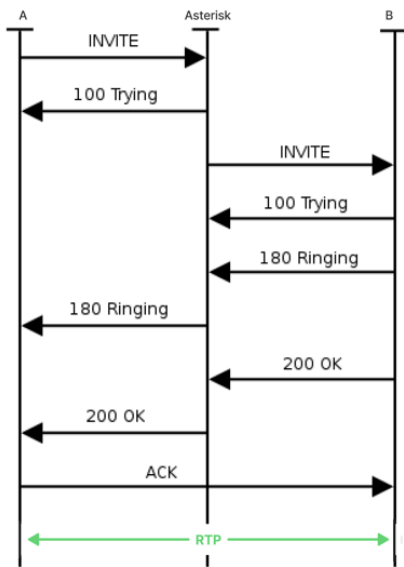 A Asterisk B
INVITE
100 Trying
INVITE
100 Trying
180 Ringing
180 Ringing
200 OK
200 OK
ACK
RTP